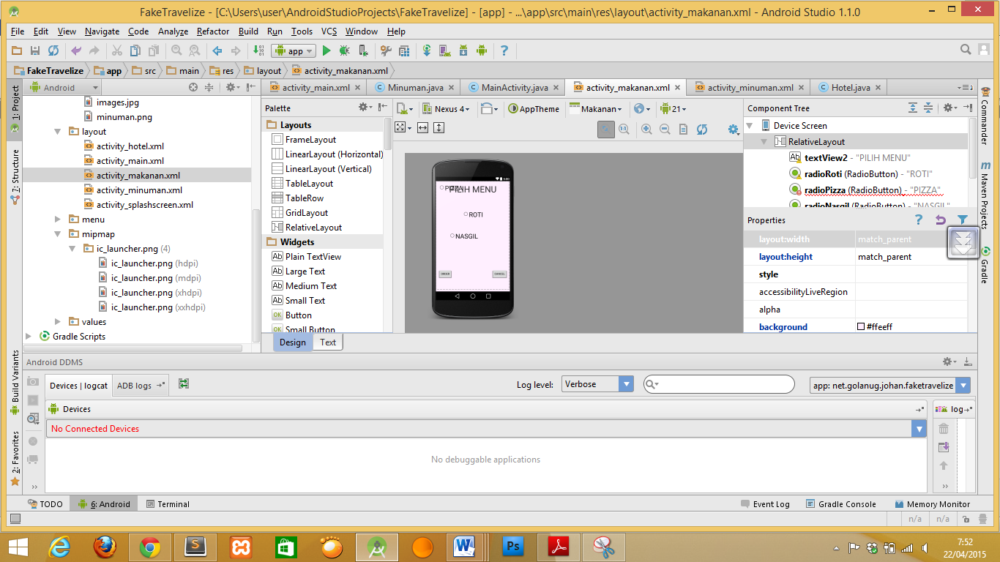 FakeTravelize - [C:\Users\user\AndroidStudioProjects\FakeTravelize] - [app] - ...\app\src\main\res\layout\activity_makanan.xml - Android Studio 1.1.0
File Edit View Navigate Code Analyze Refactor Build Run Tools VCS Window Help
app
FakeTravelize app src main res layout activity_makanan.xml
1: Project
7: Structure
Build Variants
2: Favorites
Android
images.jpg
minuman.png
layout
activity_hotel.xml
activity_main.xml
activity_makanan.xml
activity_minuman.xml
activity_splashscreen.xml
menu
mipmap
ic_launcher.png (4)
ic_launcher.png (hdpi)
ic_launcher.png (mdpi)
ic_launcher.png (xhdpi)
ic_launcher.png (xxhdpi)
values
Gradle Scripts
activity_main.xml Minuman.java MainActivity.java activity_makanan.xml activity_minuman.xml Hotel.java
Palette
Layouts
FrameLayout
LinearLayout (Horizontal)
LinearLayout (Vertical)
TableLayout
TableRow
GridLayout
RelativeLayout
Widgets
Ab Plain TextView
Ab Large Text
Ab Medium Text
Ab Small Text
OK Button
OK Small Button
Design Text
Nexus 4 AppTheme Makanan 21
5:00
PIZZA
PILIH MENU
ROTI
NASGIL
ORDER CANCEL
Component Tree
Device Screen
RelativeLayout
Ab textView2 - "PILIH MENU"
radioRoti (RadioButton) - "ROTI"
radioPizza (RadioButton) - "PIZZA"
radioNasgil (RadioButton) - "NASGIL"
Properties ?
layout:width match_parent
layout:height match_parent
style
accessibilityLiveRegion
alpha
background #ffeeff
Commander
m Maven Projects
Gradle
Android DDMS
Devices | logcat ADB logs Log level: Verbose app: net.golanug.johan.faketravelize
Devices log
No Connected Devices
No debuggable applications
TODO 6: Android Terminal Event Log Gradle Console Memory Monitor
n/a n/a
7:52
22/04/2015